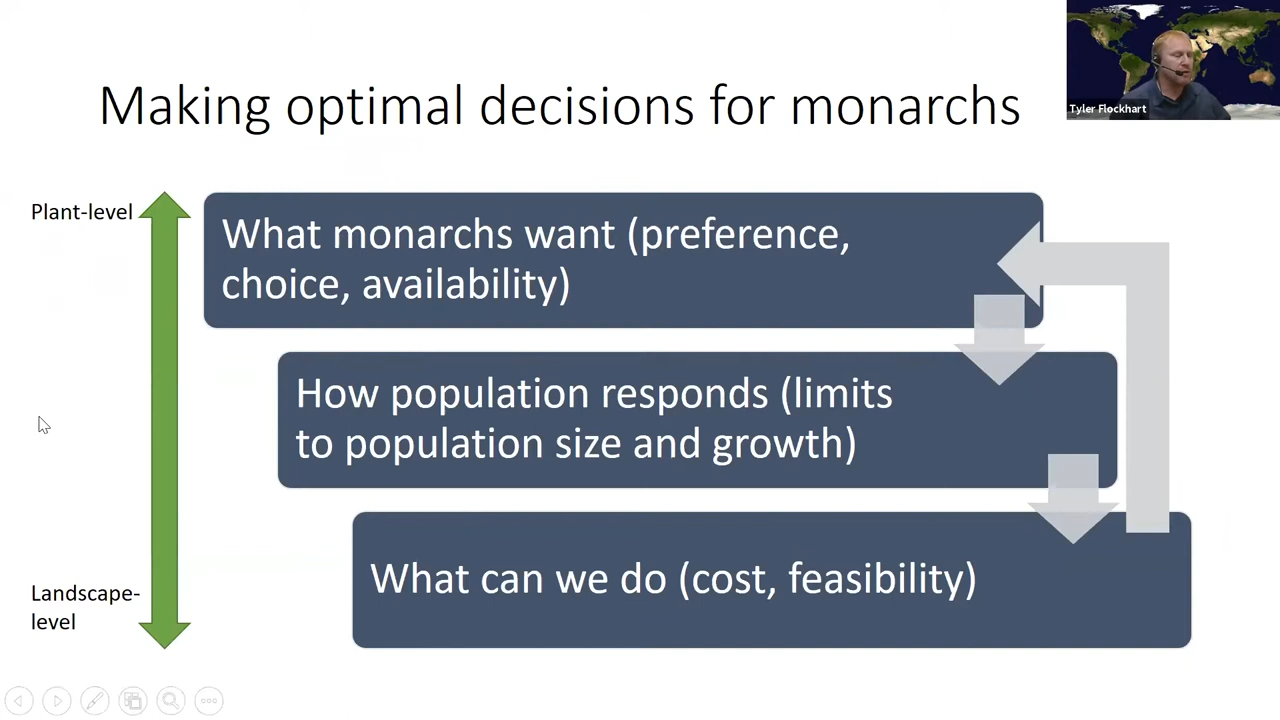 Making optimal decisions for monarchs
Tyler Flockhart
Plant-level
What monarchs want (preference,
choice, availability)
How population responds (limits
to population size and growth)
Landscape-
level
What can we do (cost, feasibility)